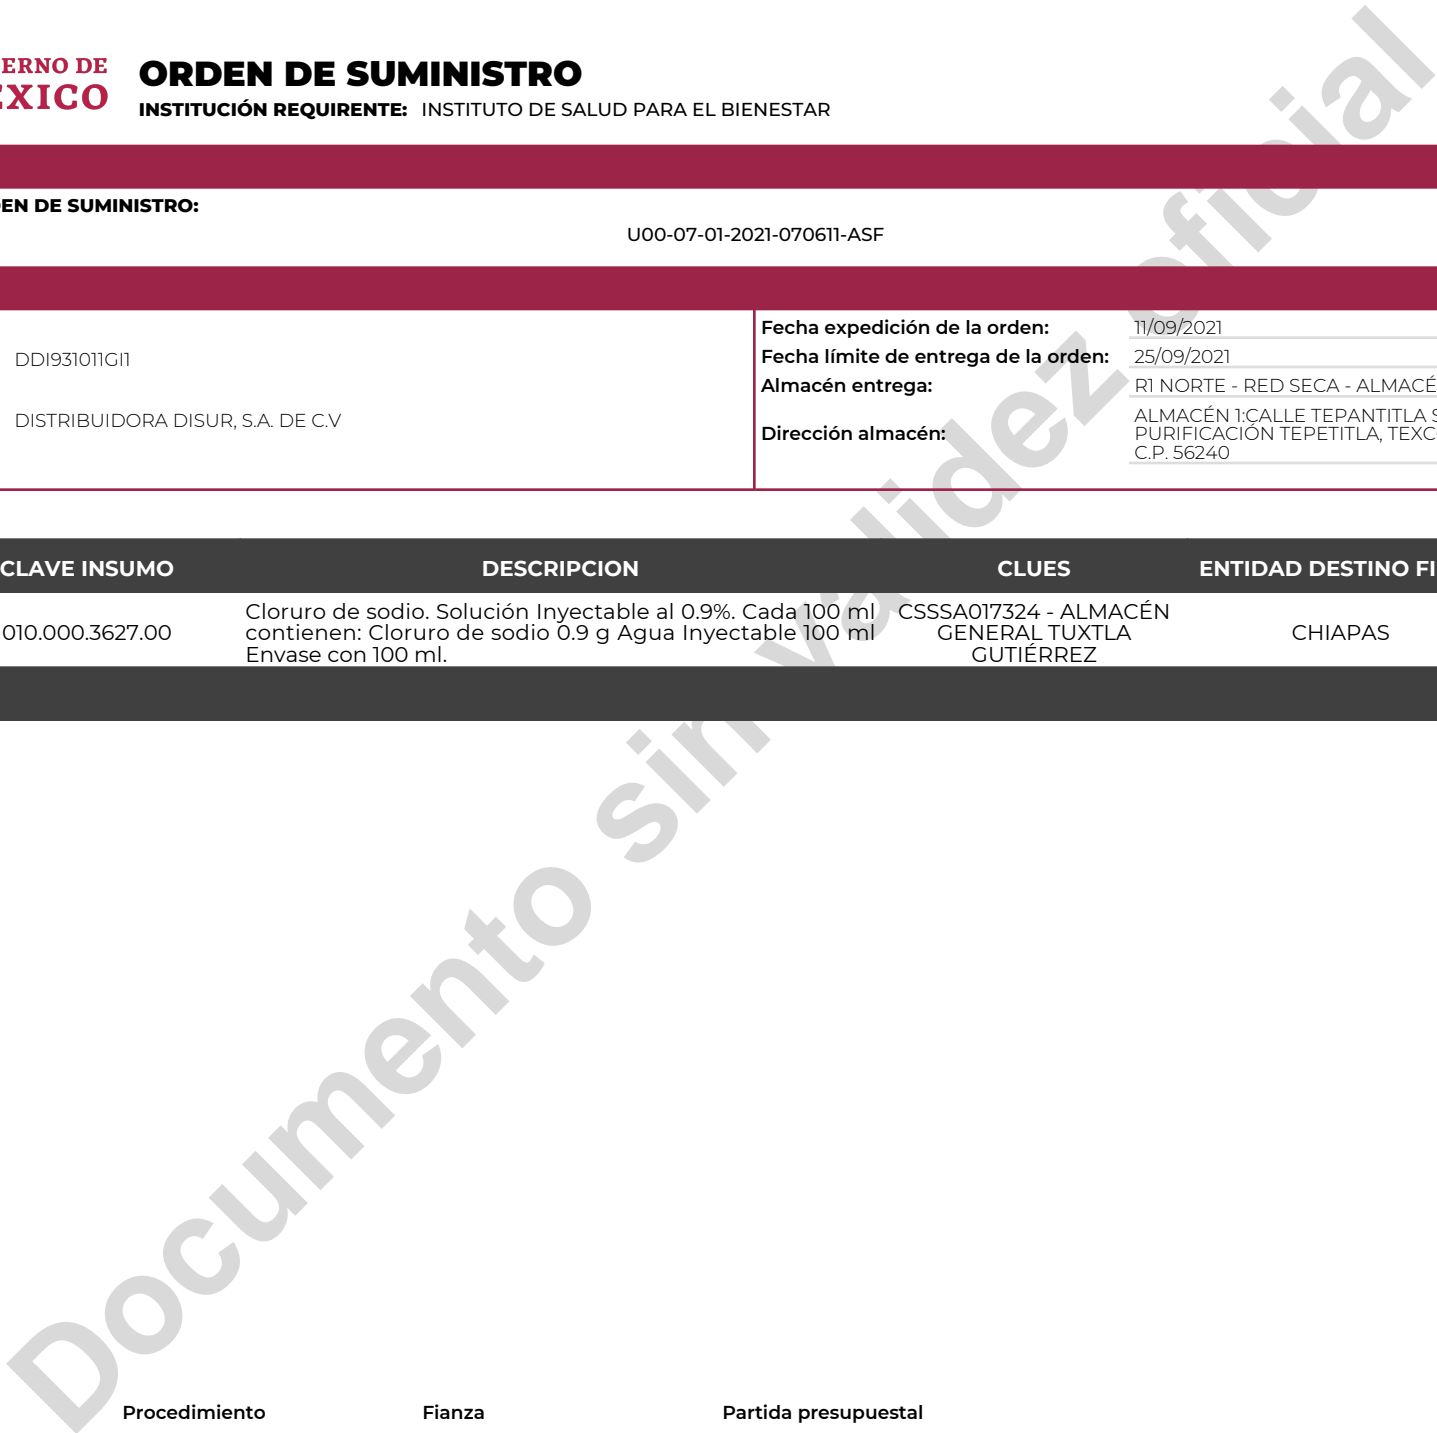 ERNO DE
EXICO
ORDEN DE SUMINISTRO
INSTITUCIÓN REQUIRENTE: INSTITUTO DE SALUD PARA EL BIENESTAR
EN DE SUMINISTRO:
U00-07-01-2021-070611-ASF
DDI931011GI1
DISTRIBUIDORA DISUR, S.A. DE C.V
Fecha expedición de la orden: 11/09/2021
Fecha límite de entrega de la orden: 25/09/2021
Almacén entrega: R1 NORTE - RED SECA - ALMACÉ
Dirección almacén:
ALMACÉN 1:CALLE TEPANTITLA S
PURIFICACIÓN TEPETITLA, TEXC
C.P. 56240
CLAVE INSUMO DESCRIPCION CLUES ENTIDAD DESTINO FI
010.000.3627.00
Cloruro de sodio. Solución Inyectable al 0.9%. Cada 100 ml
contienen: Cloruro de sodio 0.9 g Agua Inyectable 100 ml
Envase con 100 ml.
CSSSA017324 - ALMACÉN
GENERAL TUXTLA
GUTIÉRREZ
CHIAPAS
Documento sin validez oficial
Procedimiento Fianza Partida presupuestal